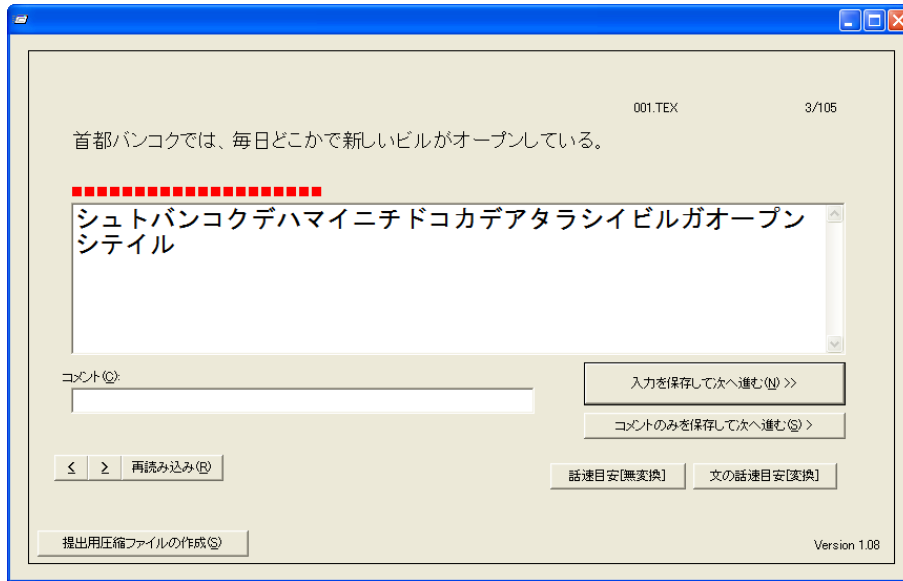 001.TEX 3/105
首都バンコクでは、毎日どこかで新しいビルがオープンしている。
シュトバンコクデハマイニチドコカデアタラシイビルガオープン
シテイル
コメント(C):
入力を保存して次へ進む(N) >>
コメントのみを保存して次へ進む(S) >
< > 再読み込み(R)
話速目安[無変換] 文の話速目安[変換]
提出用圧縮ファイルの作成(S)
Version 1.08